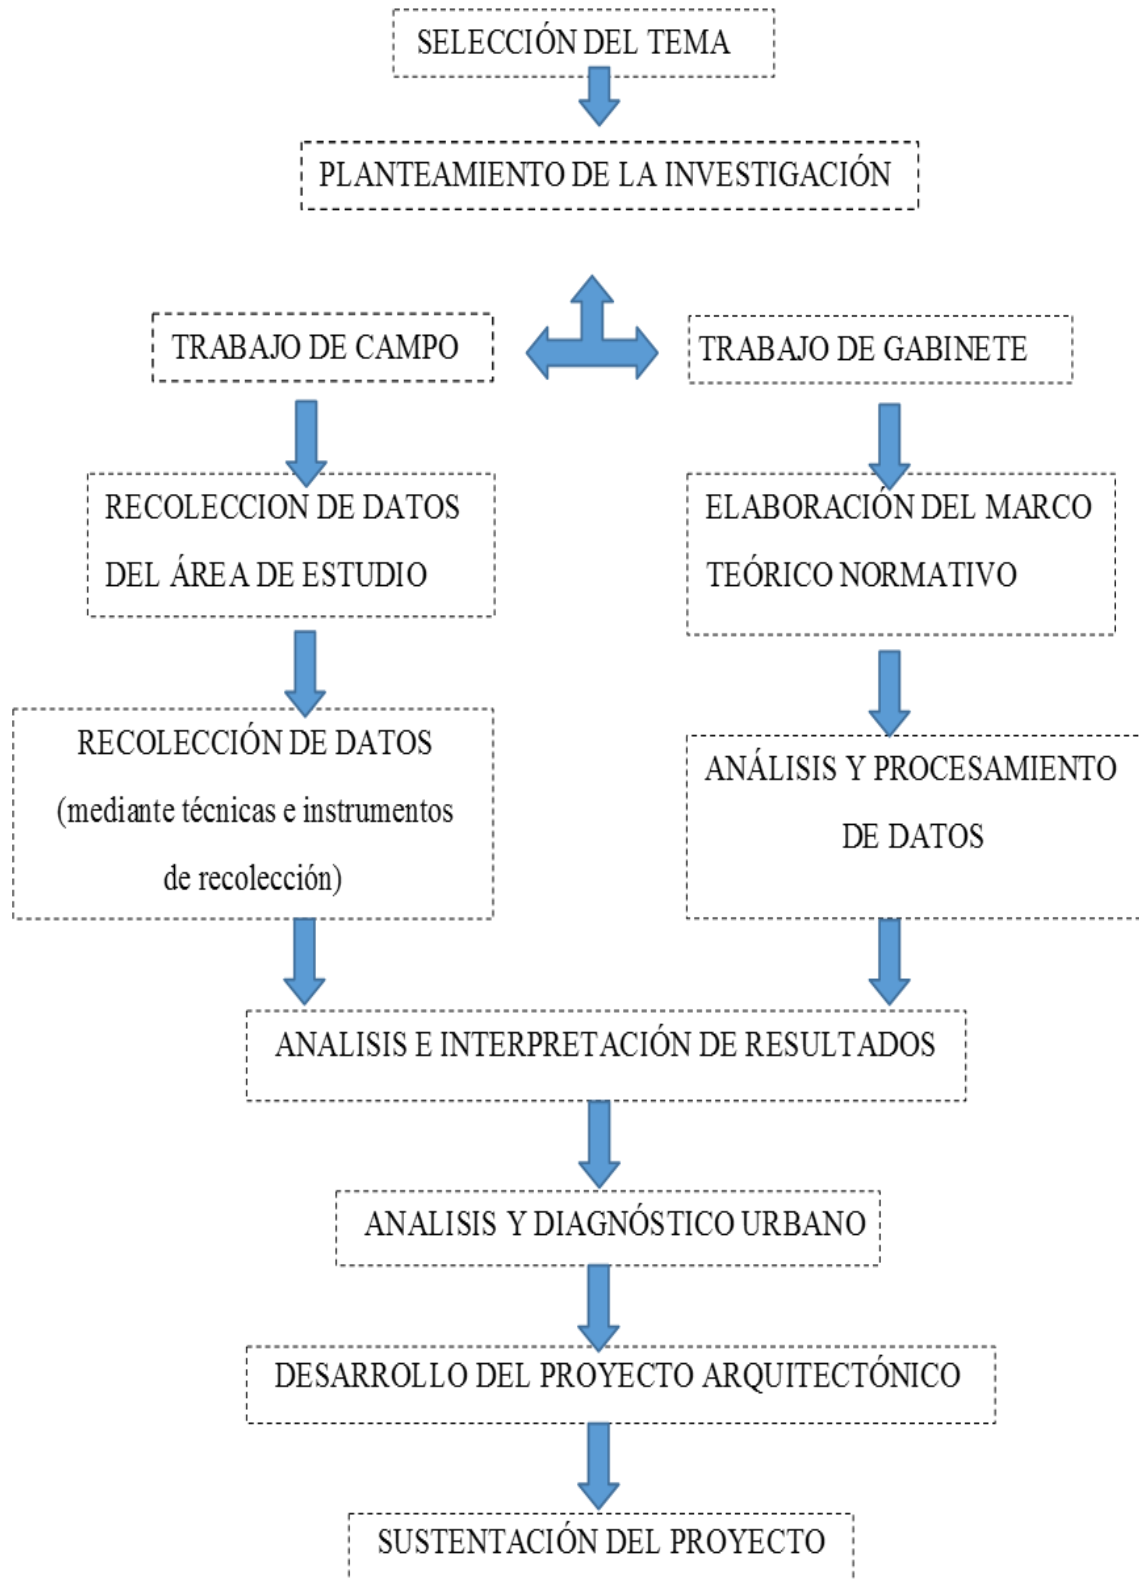 SELECCIÓN DEL TEMA
PLANTEAMIENTO DE LA INVESTIGACIÓN
TRABAJO DE CAMPO
TRABAJO DE GABINETE
RECOLECCION DE DATOS
DEL ÁREA DE ESTUDIO
ELABORACIÓN DEL MARCO
TEÓRICO NORMATIVO
RECOLECCIÓN DE DATOS
(mediante técnicas e instrumentos
de recolección)
ANÁLISIS Y PROCESAMIENTO
DE DATOS
ANALISIS E INTERPRETACIÓN DE RESULTADOS
ANALISIS Y DIAGNÓSTICO URBANO
DESARROLLO DEL PROYECTO ARQUITECTÓNICO
SUSTENTACIÓN DEL PROYECTO